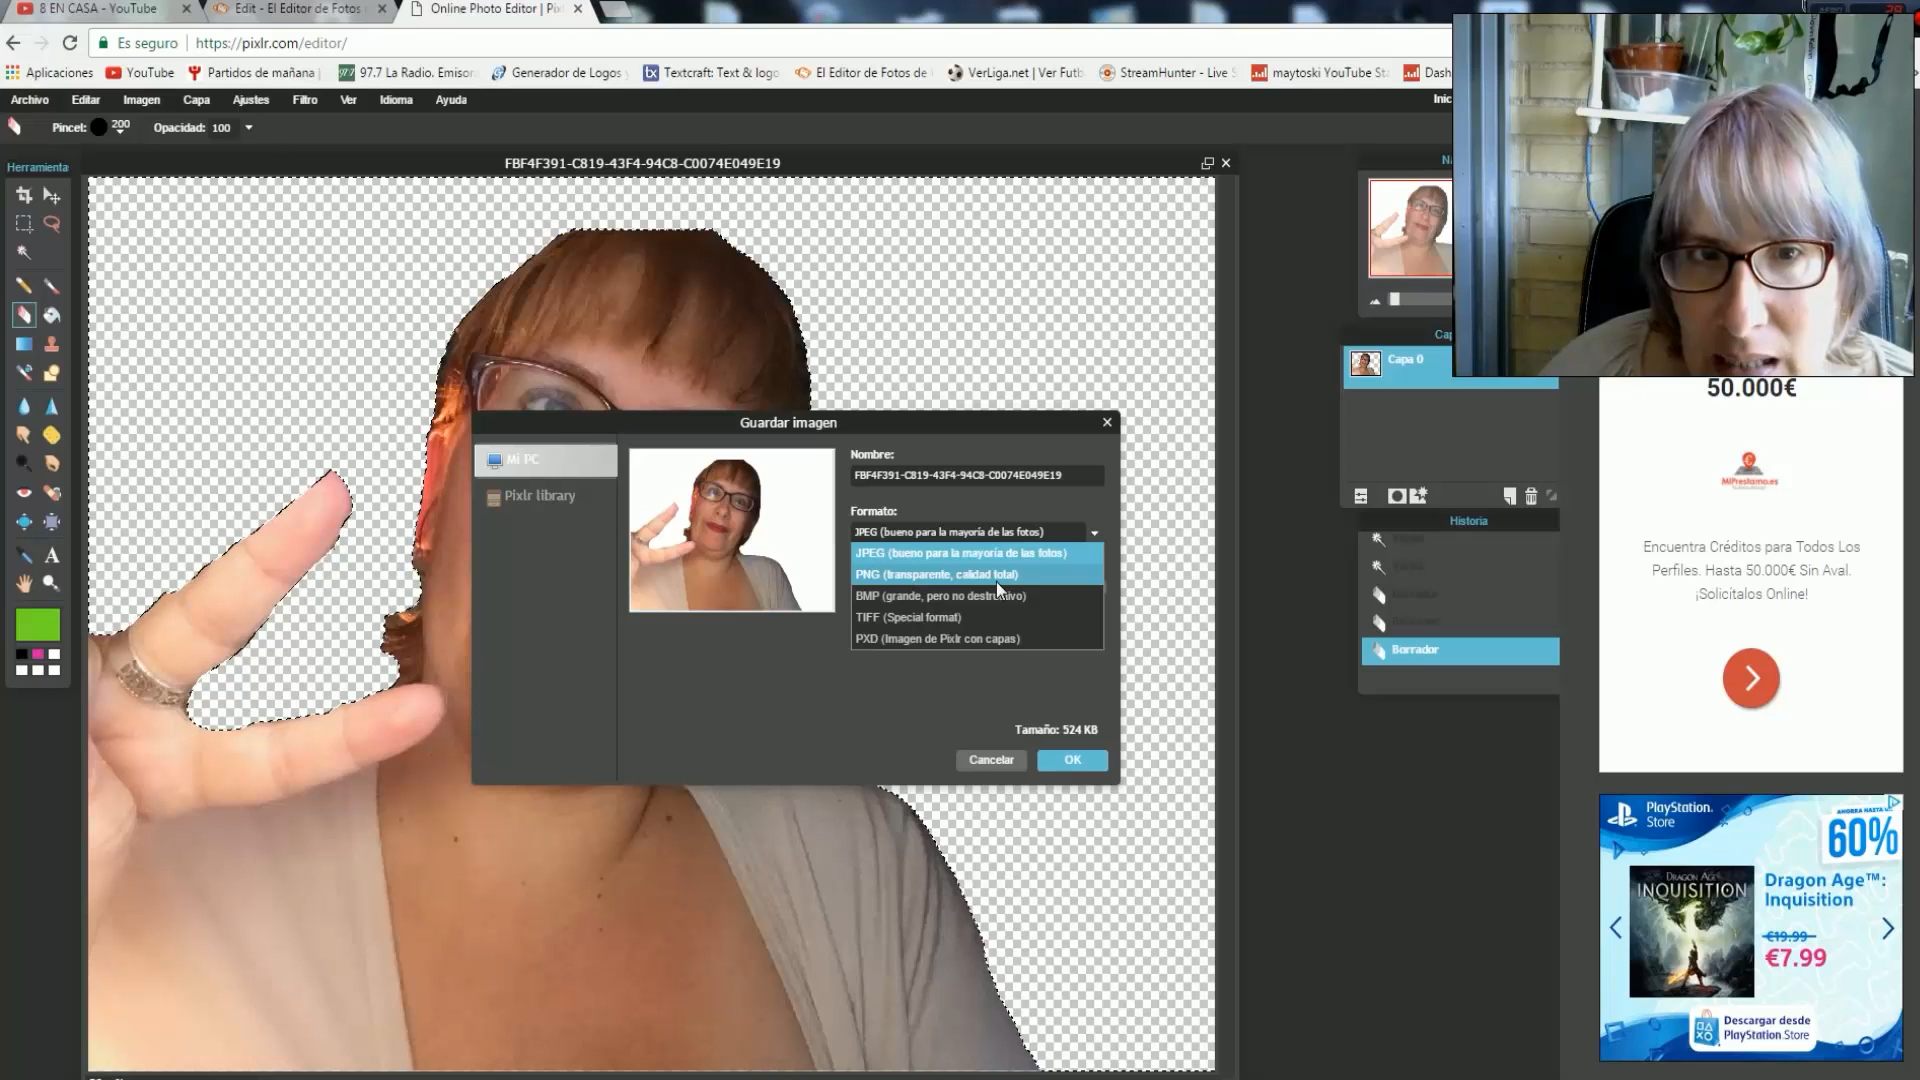 8 EN CASA - YouTube
Edit - El Editor de Fotos
Online Photo Editor | Pix
Es seguro
https://pixlr.com/editor/
Aplicaciones
YouTube
Partidos de mañana
97.7 La Radio. Emisor
Generador de Logos
Textcraft: Text & logo
El Editor de Fotos de
VerLiga.net | Ver Futb
StreamHunter - Live S
maytoski YouTube St
Dash
Archivo
Editar
Imagen
Capa
Ajustes
Filtro
Ver
Idioma
Ayuda
Inic
Pincel:
200
Opacidad:
100
Herramienta
FBF4F391-C819-43F4-94C8-C0074E049E19
Na
Cap
Capa 0
Historia
Borrador
Guardar imagen
Mi PC
Pixlr library
Nombre:
FBF4F391-C819-43F4-94C8-C0074E049E19
Formato:
JPEG (bueno para la mayoría de las fotos)
JPEG (bueno para la mayoría de las fotos)
PNG (transparente, calidad total)
BMP (grande, pero no destructivo)
TIFF (Special format)
PXD (Imagen de Pixlr con capas)
Tamaño: 524 KB
Cancelar
OK
50.000€
MiPrestamo.es
Encuentra Créditos para Todos Los
Perfiles. Hasta 50.000€ Sin Aval.
¡Solicítalos Online!
PlayStation.
Store
AHORRA HASTA UN
60%
DRAGON AGE
INQUISITION
Dragon Age™:
Inquisition
€19.99
€7.99
Descargar desde
PlayStation.Store